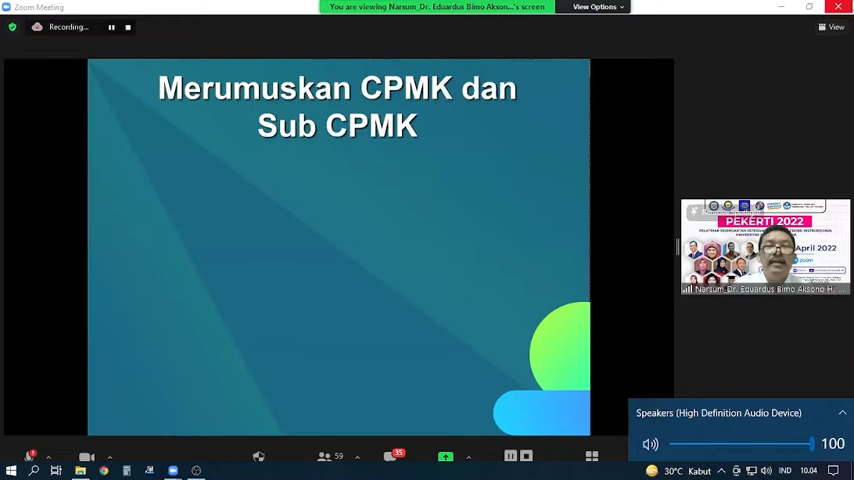 Zoom Meeting
You are viewing Narsum_Dr. Eduardus Bimo Akson...'s screen
View Options
Recording...
View
Merumuskan CPMK dan
Sub CPMK
PEKERTI 2022
April 2022
zoom
Narsum_Dr. Eduardus Bimo Aksono H...
Speakers (High Definition Audio Device)
100
59
35
30°C Kabut
IND
10.04